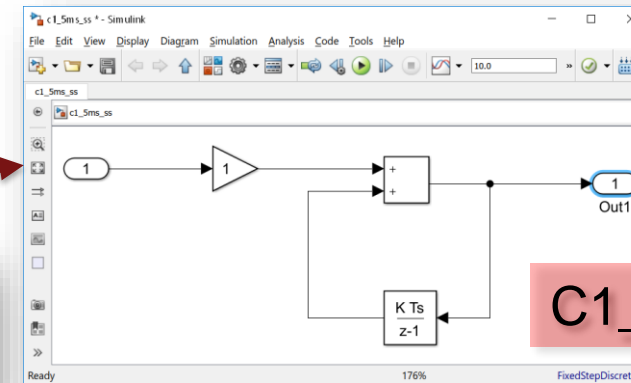 c1_5ms_ss * - Simulink
File Edit View Display Diagram Simulation Analysis Code Tools Help
10.0 »
c1_5ms_ss
c1_5ms_ss
1
1
+
+
1
Out1
K Ts
z-1
C1_
Ready 176% FixedStepDiscret